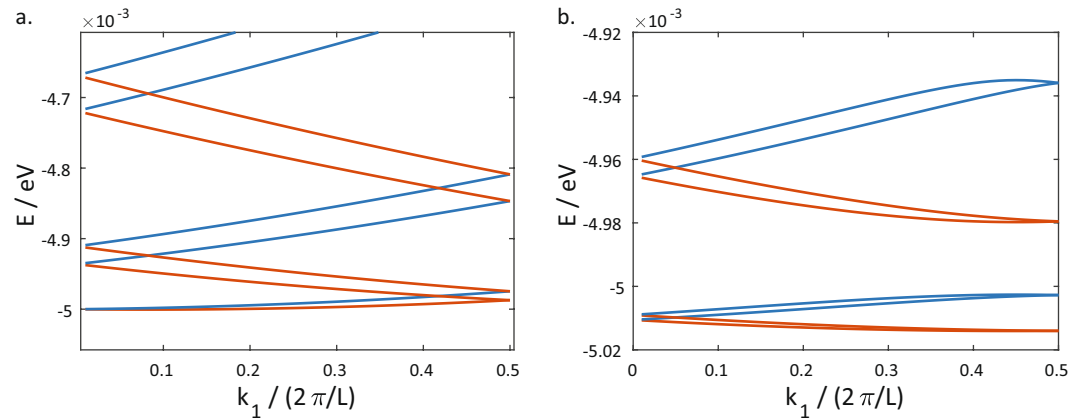 a.
×10⁻³
-4.7
-4.8
-4.9
-5
E / eV
0.1 0.2 0.3 0.4 0.5
k₁ / (2 π/L)
b.
×10⁻³
-4.92
-4.94
-4.96
-4.98
-5
-5.02
E / eV
0 0.1 0.2 0.3 0.4 0.5
k₁ / (2 π/L)